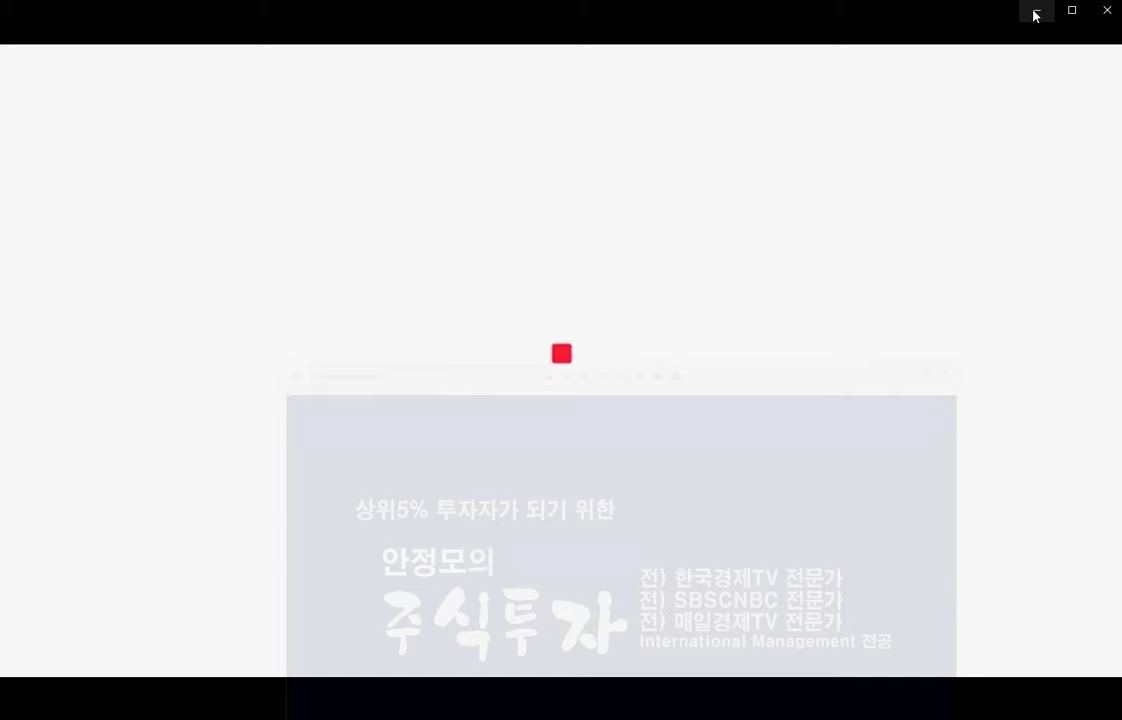 상위5% 투자자가 되기 위한
안정모의
주식투자
전) 한국경제TV 전문가
전) SBSCNBC 전문가
전) 매일경제TV 전문가
International Management 전공